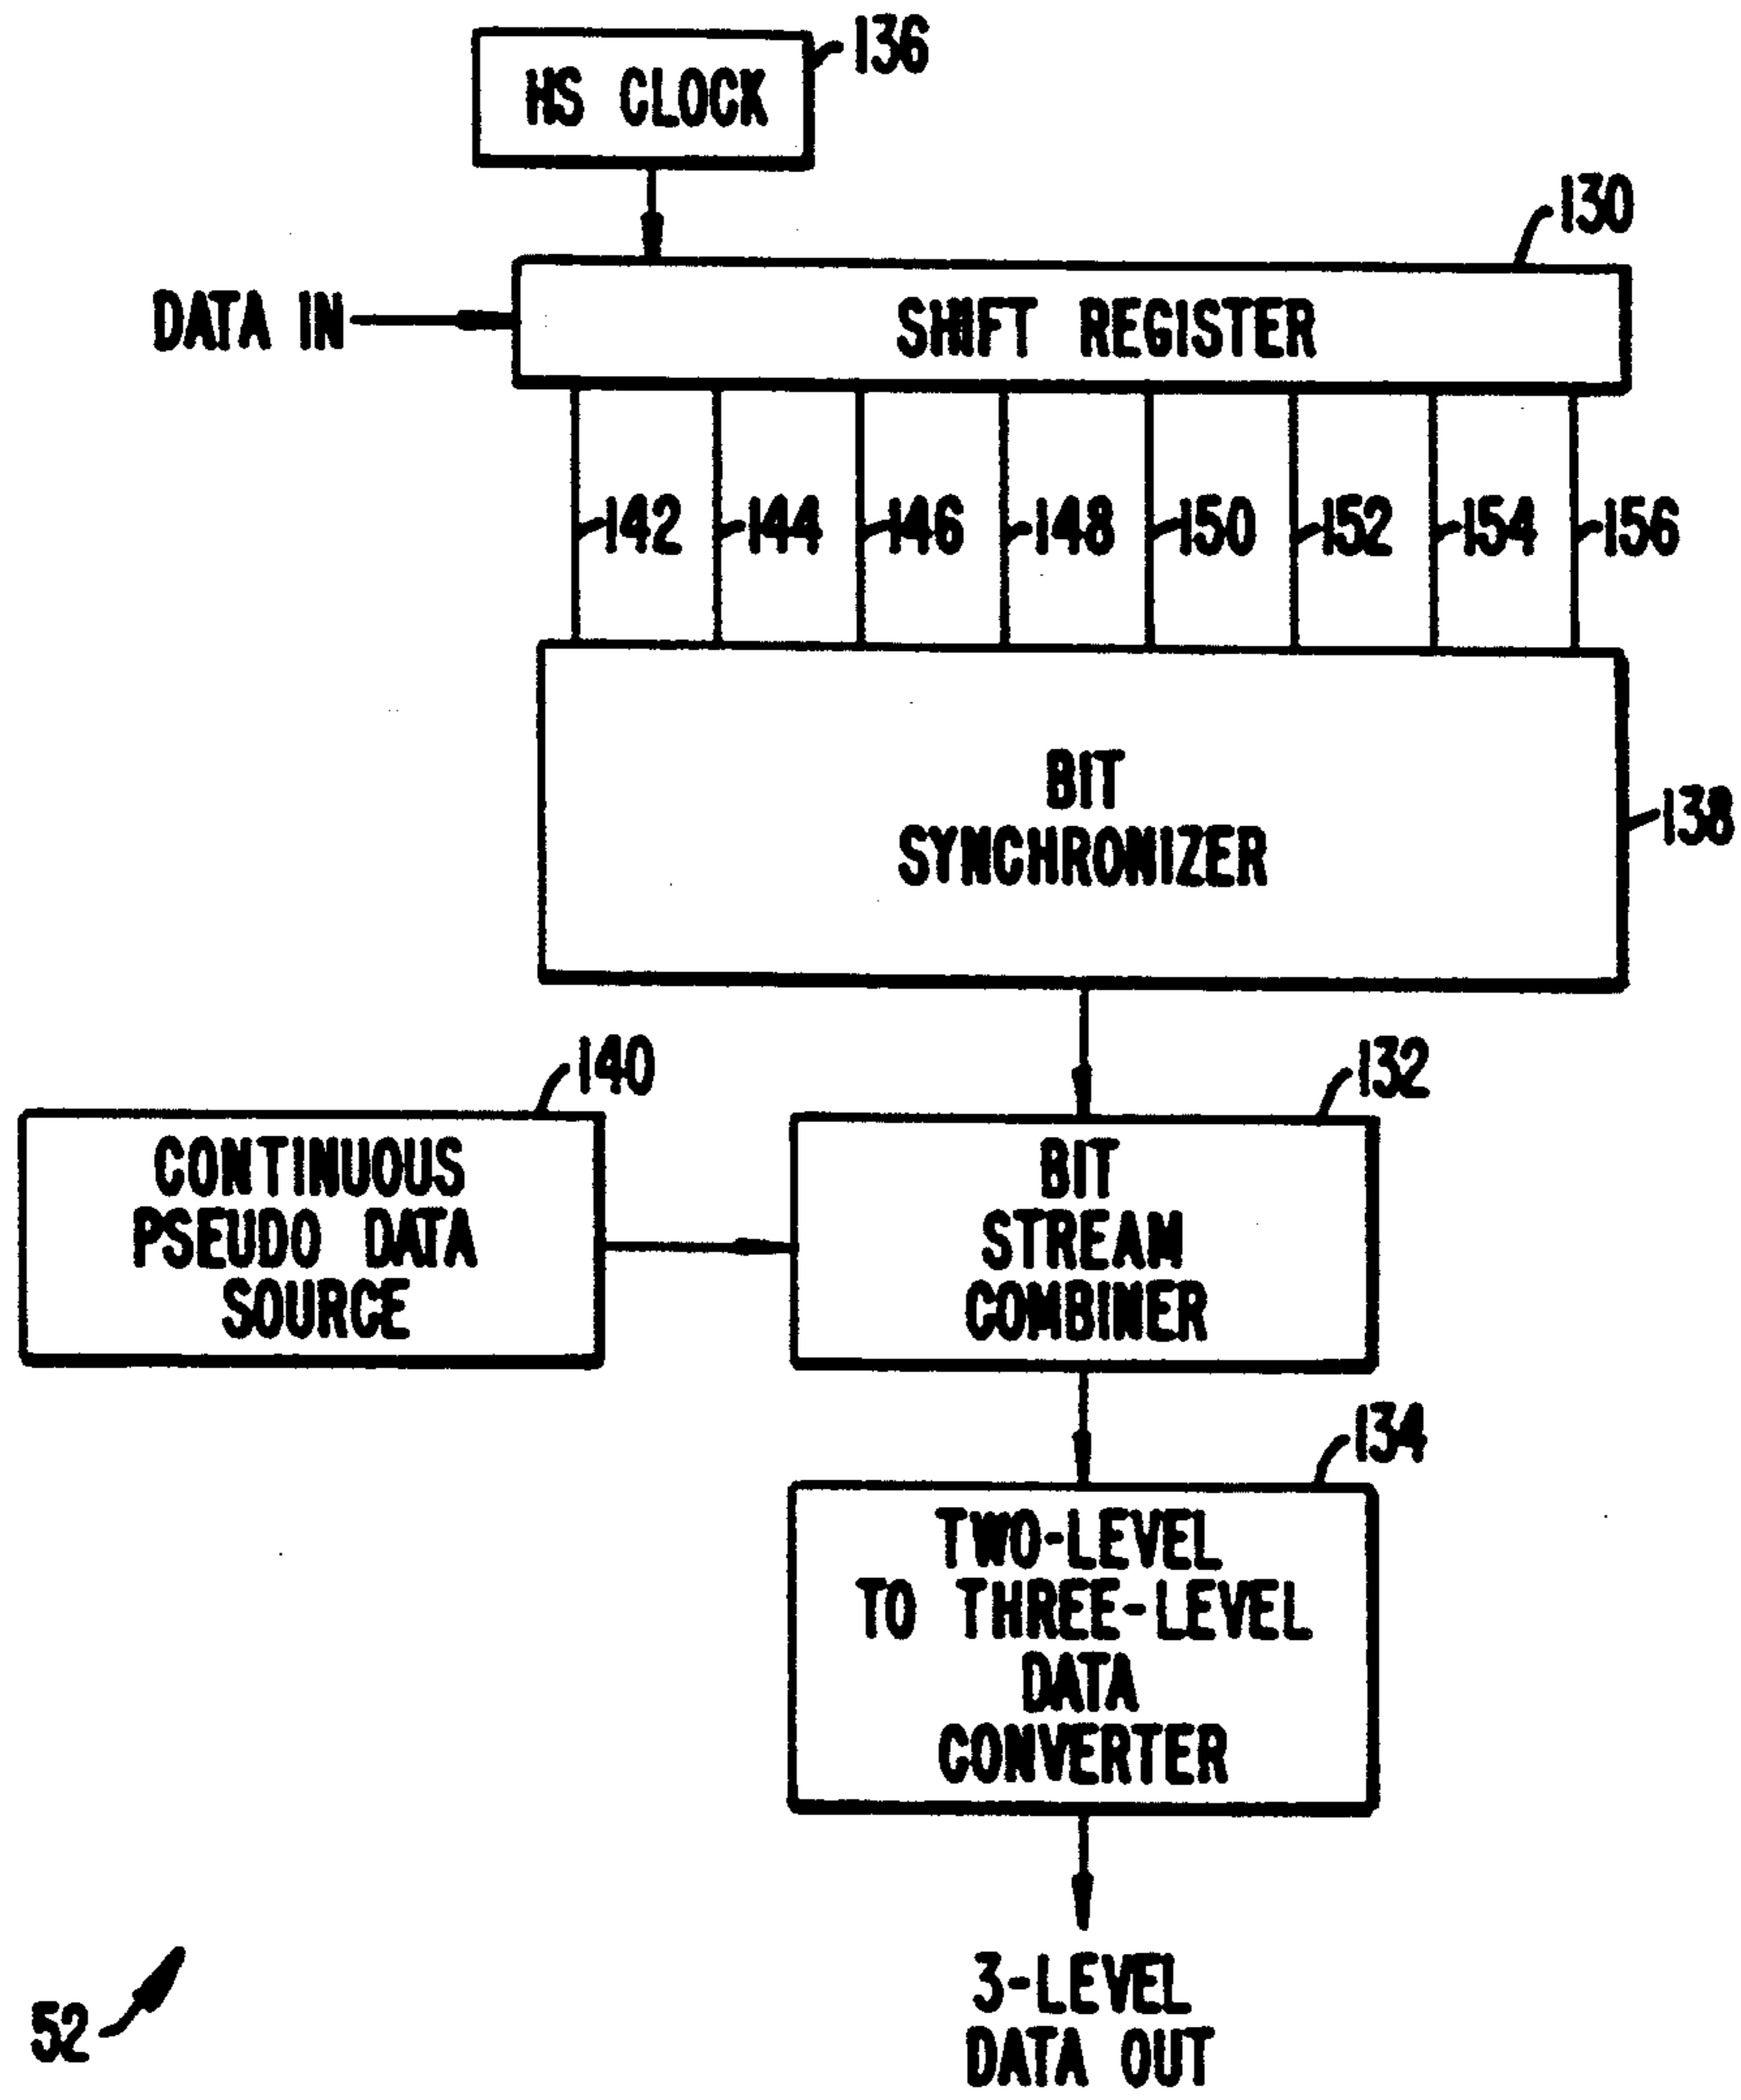 136
HS CLOCK
130
DATA IN
SHIFT REGISTER
142 144 146 148 150 152 154 156
BIT
SYNCHRONIZER
138
140
132
CONTINUOUS
PSEUDO DATA
SOURCE
BIT
STREAM
COMBINER
134
TWO-LEVEL
TO THREE-LEVEL
DATA
CONVERTER
3-LEVEL
DATA OUT
52